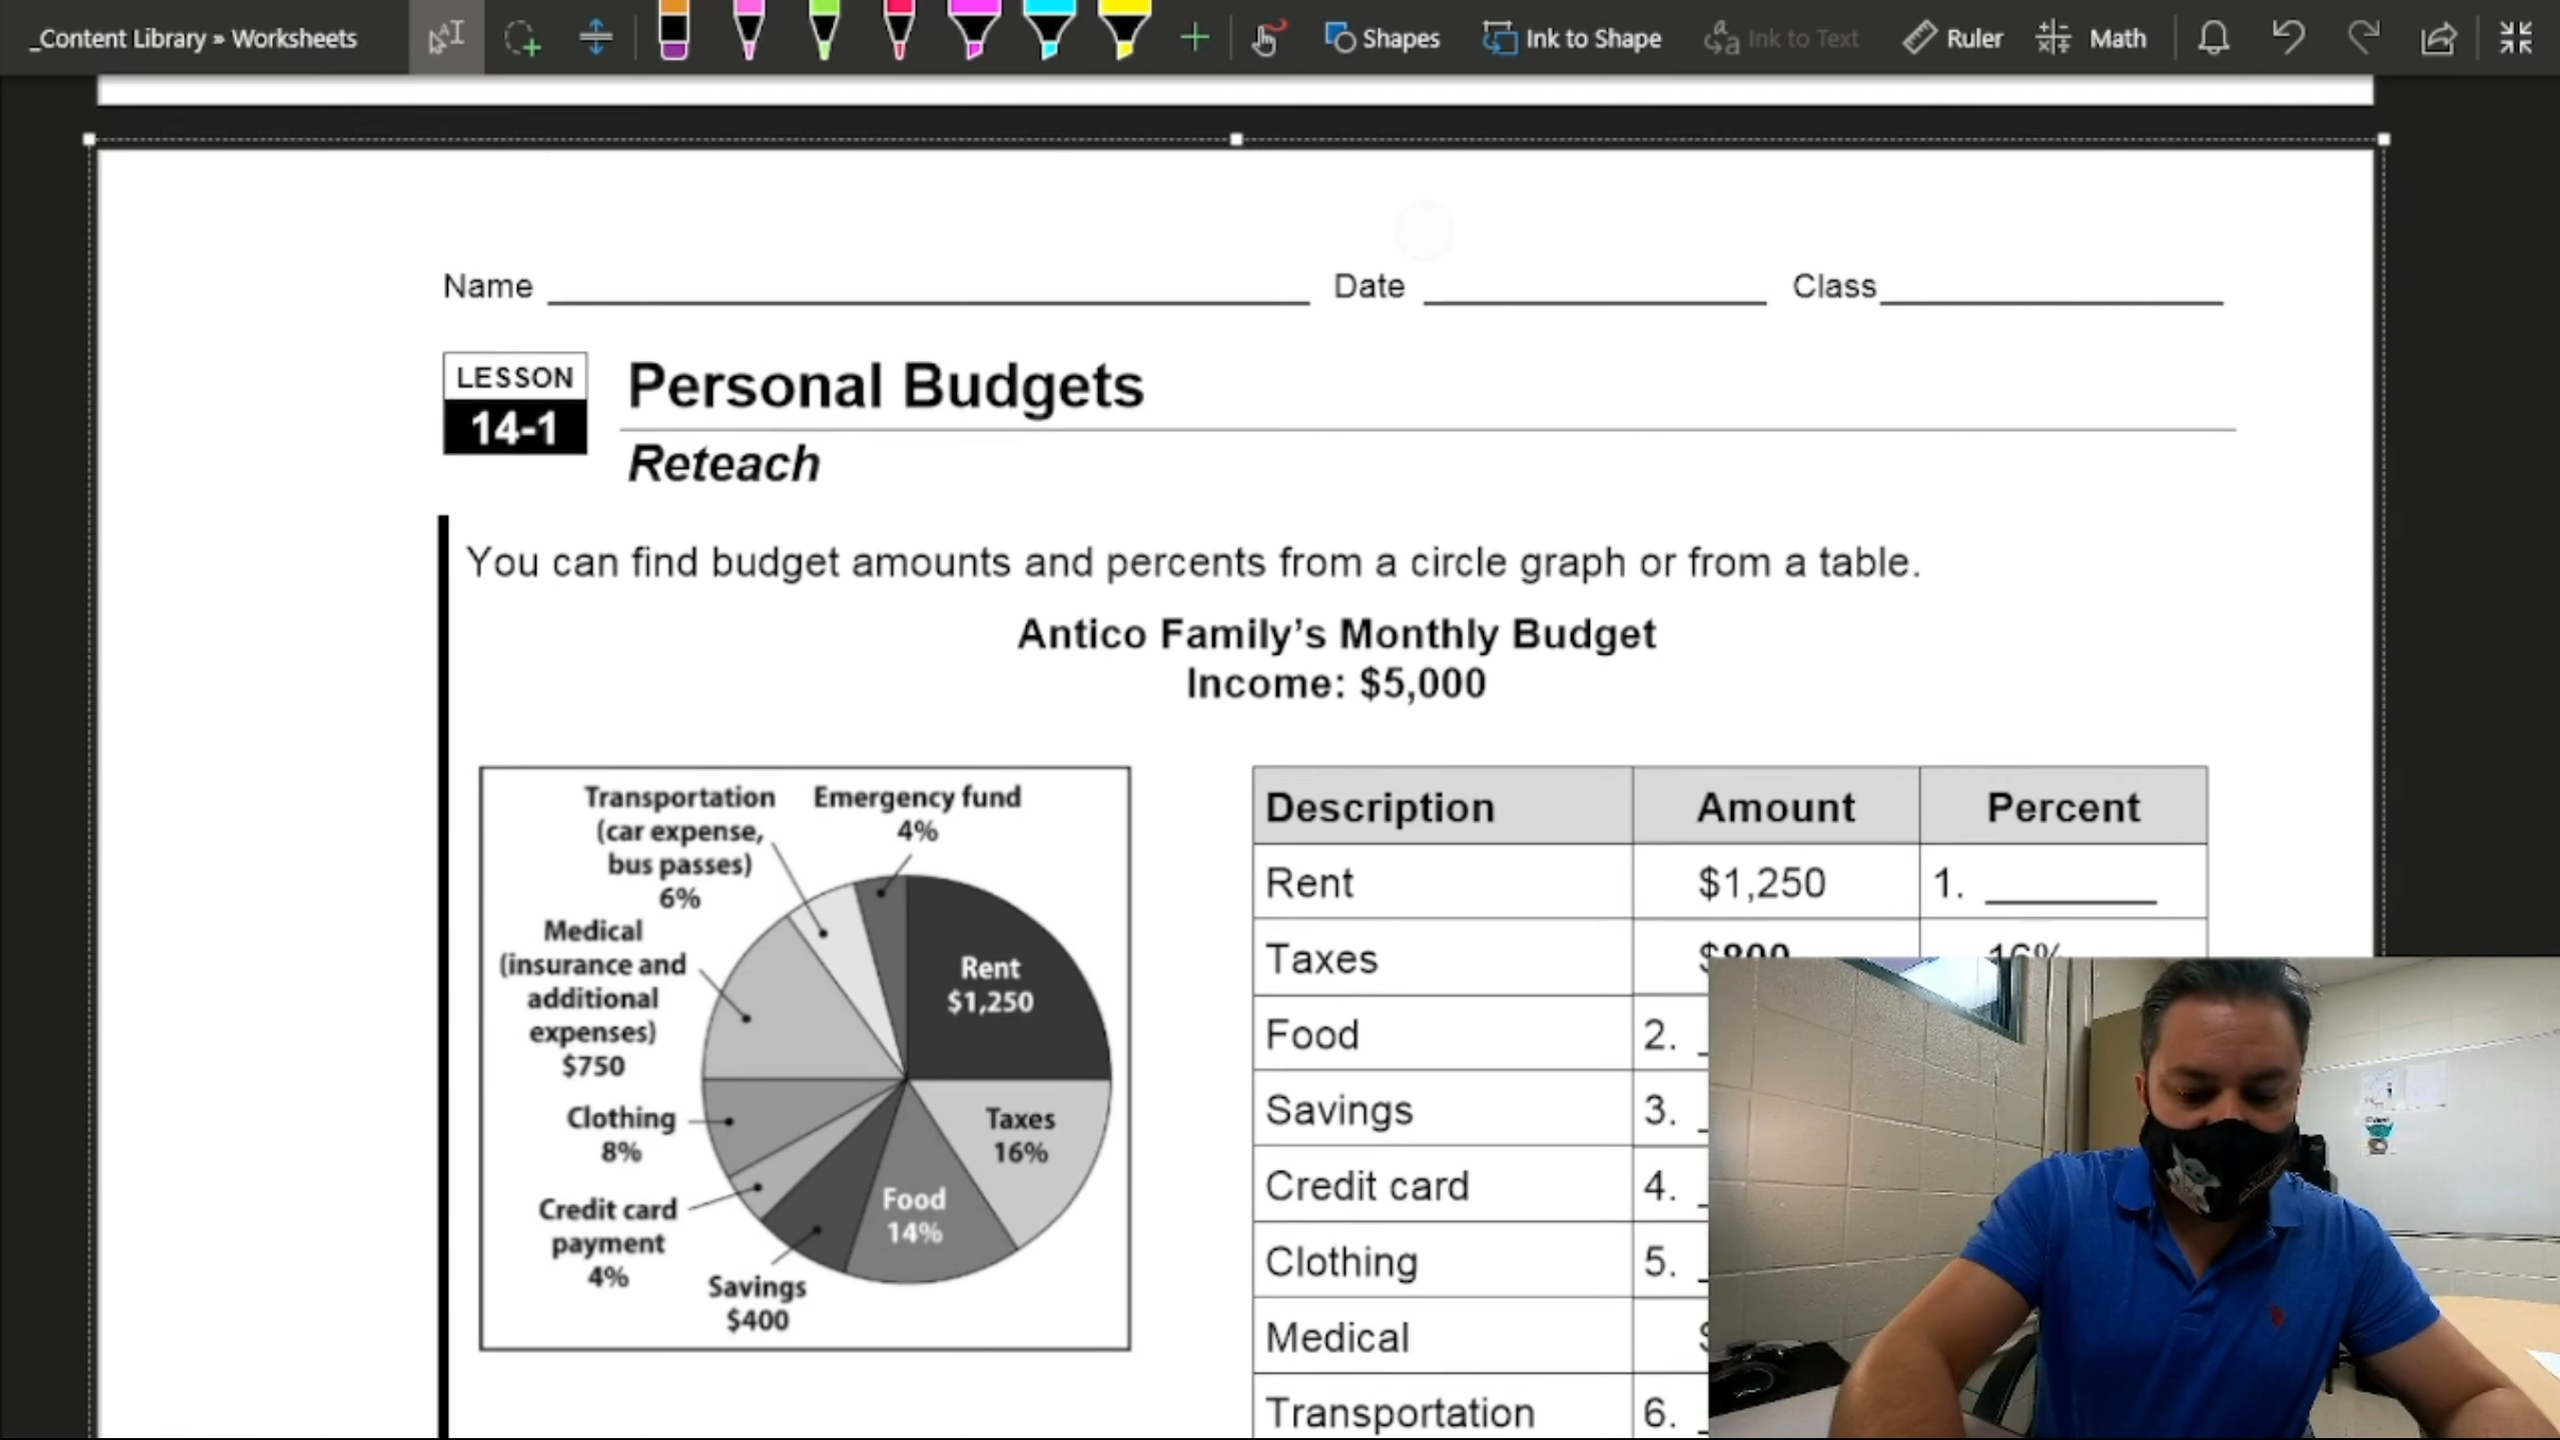 _Content Library » Worksheets
Shapes
Ink to Shape
Ink to Text
Ruler
Math
Name
Date
Class
LESSON
14-1
Personal Budgets
Reteach
You can find budget amounts and percents from a circle graph or from a table.
Antico Family’s Monthly Budget
Income: $5,000
Transportation
(car expense,
bus passes)
6%
Emergency fund
4%
Medical
(insurance and
additional
expenses)
$750
Rent
$1,250
Clothing
8%
Taxes
16%
Credit card
payment
4%
Food
14%
Savings
$400
Description Amount Percent
Rent $1,250 1.
Taxes $800 16%
Food 2.
Savings 3.
Credit card 4.
Clothing 5.
Medical $
Transportation 6.